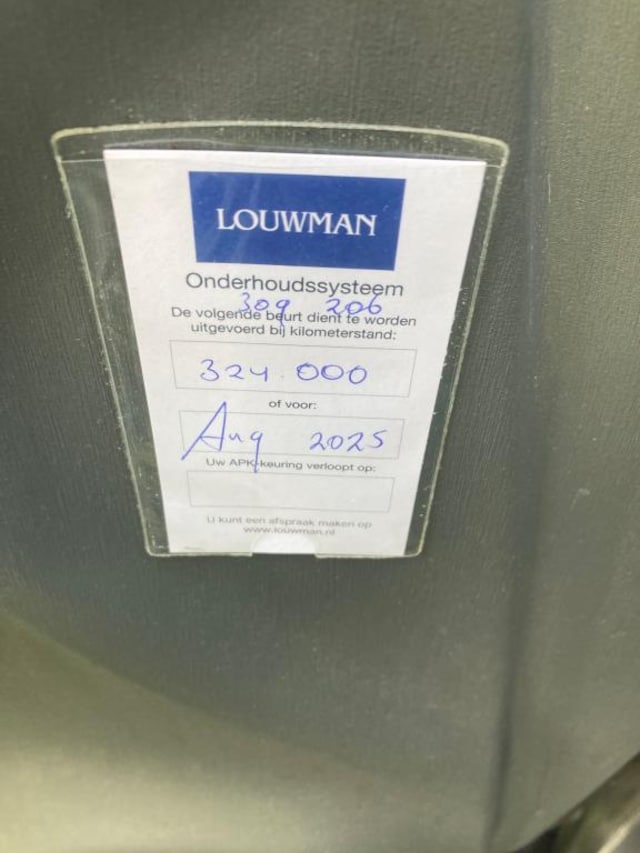 LOUWMAN
Onderhoudssysteem
309 206
De volgende beurt dient te worden
uitgevoerd bij kilometerstand:
324.000
of voor:
Aug 2025
Uw APK-keuring verloopt op:
U kunt een afspraak maken op
www.louwman.nl